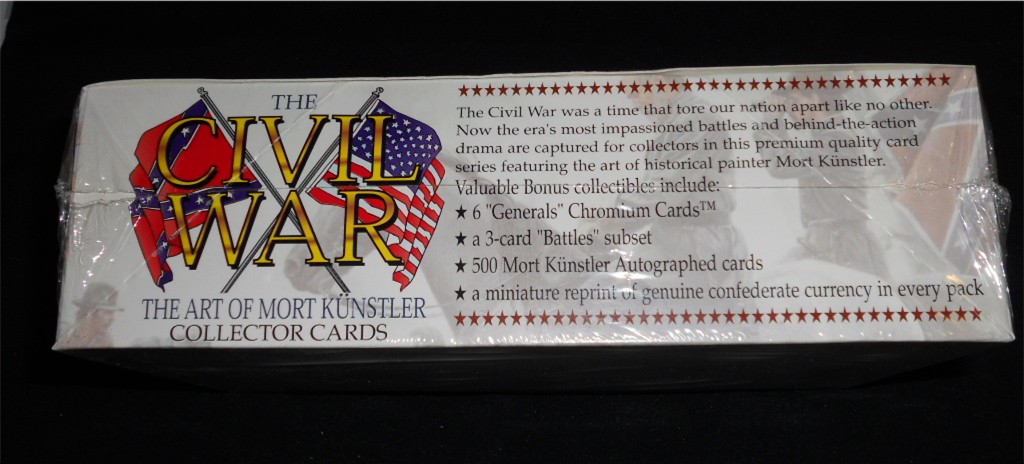 THE
CIVIL
WAR
THE ART OF MORT KÜNSTLER
COLLECTOR CARDS
The Civil War was a time that tore our nation apart like no other.
Now the era's most impassioned battles and behind-the-action
drama are captured for collectors in this premium quality card
series featuring the art of historical painter Mort Künstler.
Valuable Bonus collectibles include:
★ 6 "Generals" Chromium Cards™
★ a 3-card "Battles" subset
★ 500 Mort Künstler Autographed cards
★ a miniature reprint of genuine confederate currency in every pack